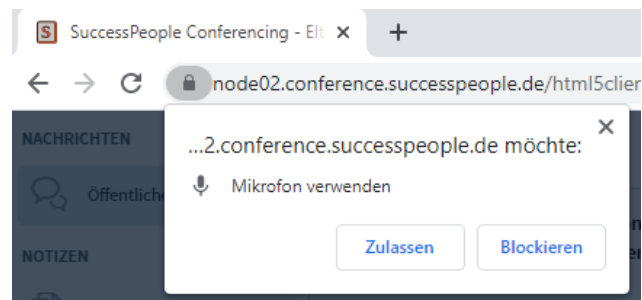 SuccessPeople Conferencing - Elt
node02.conference.successpeople.de/html5clie
NACHRICHTEN
...2.conference.successpeople.de möchte:
Öffentliche
Mikrofon verwenden
Zulassen
Blockieren
NOTIZEN